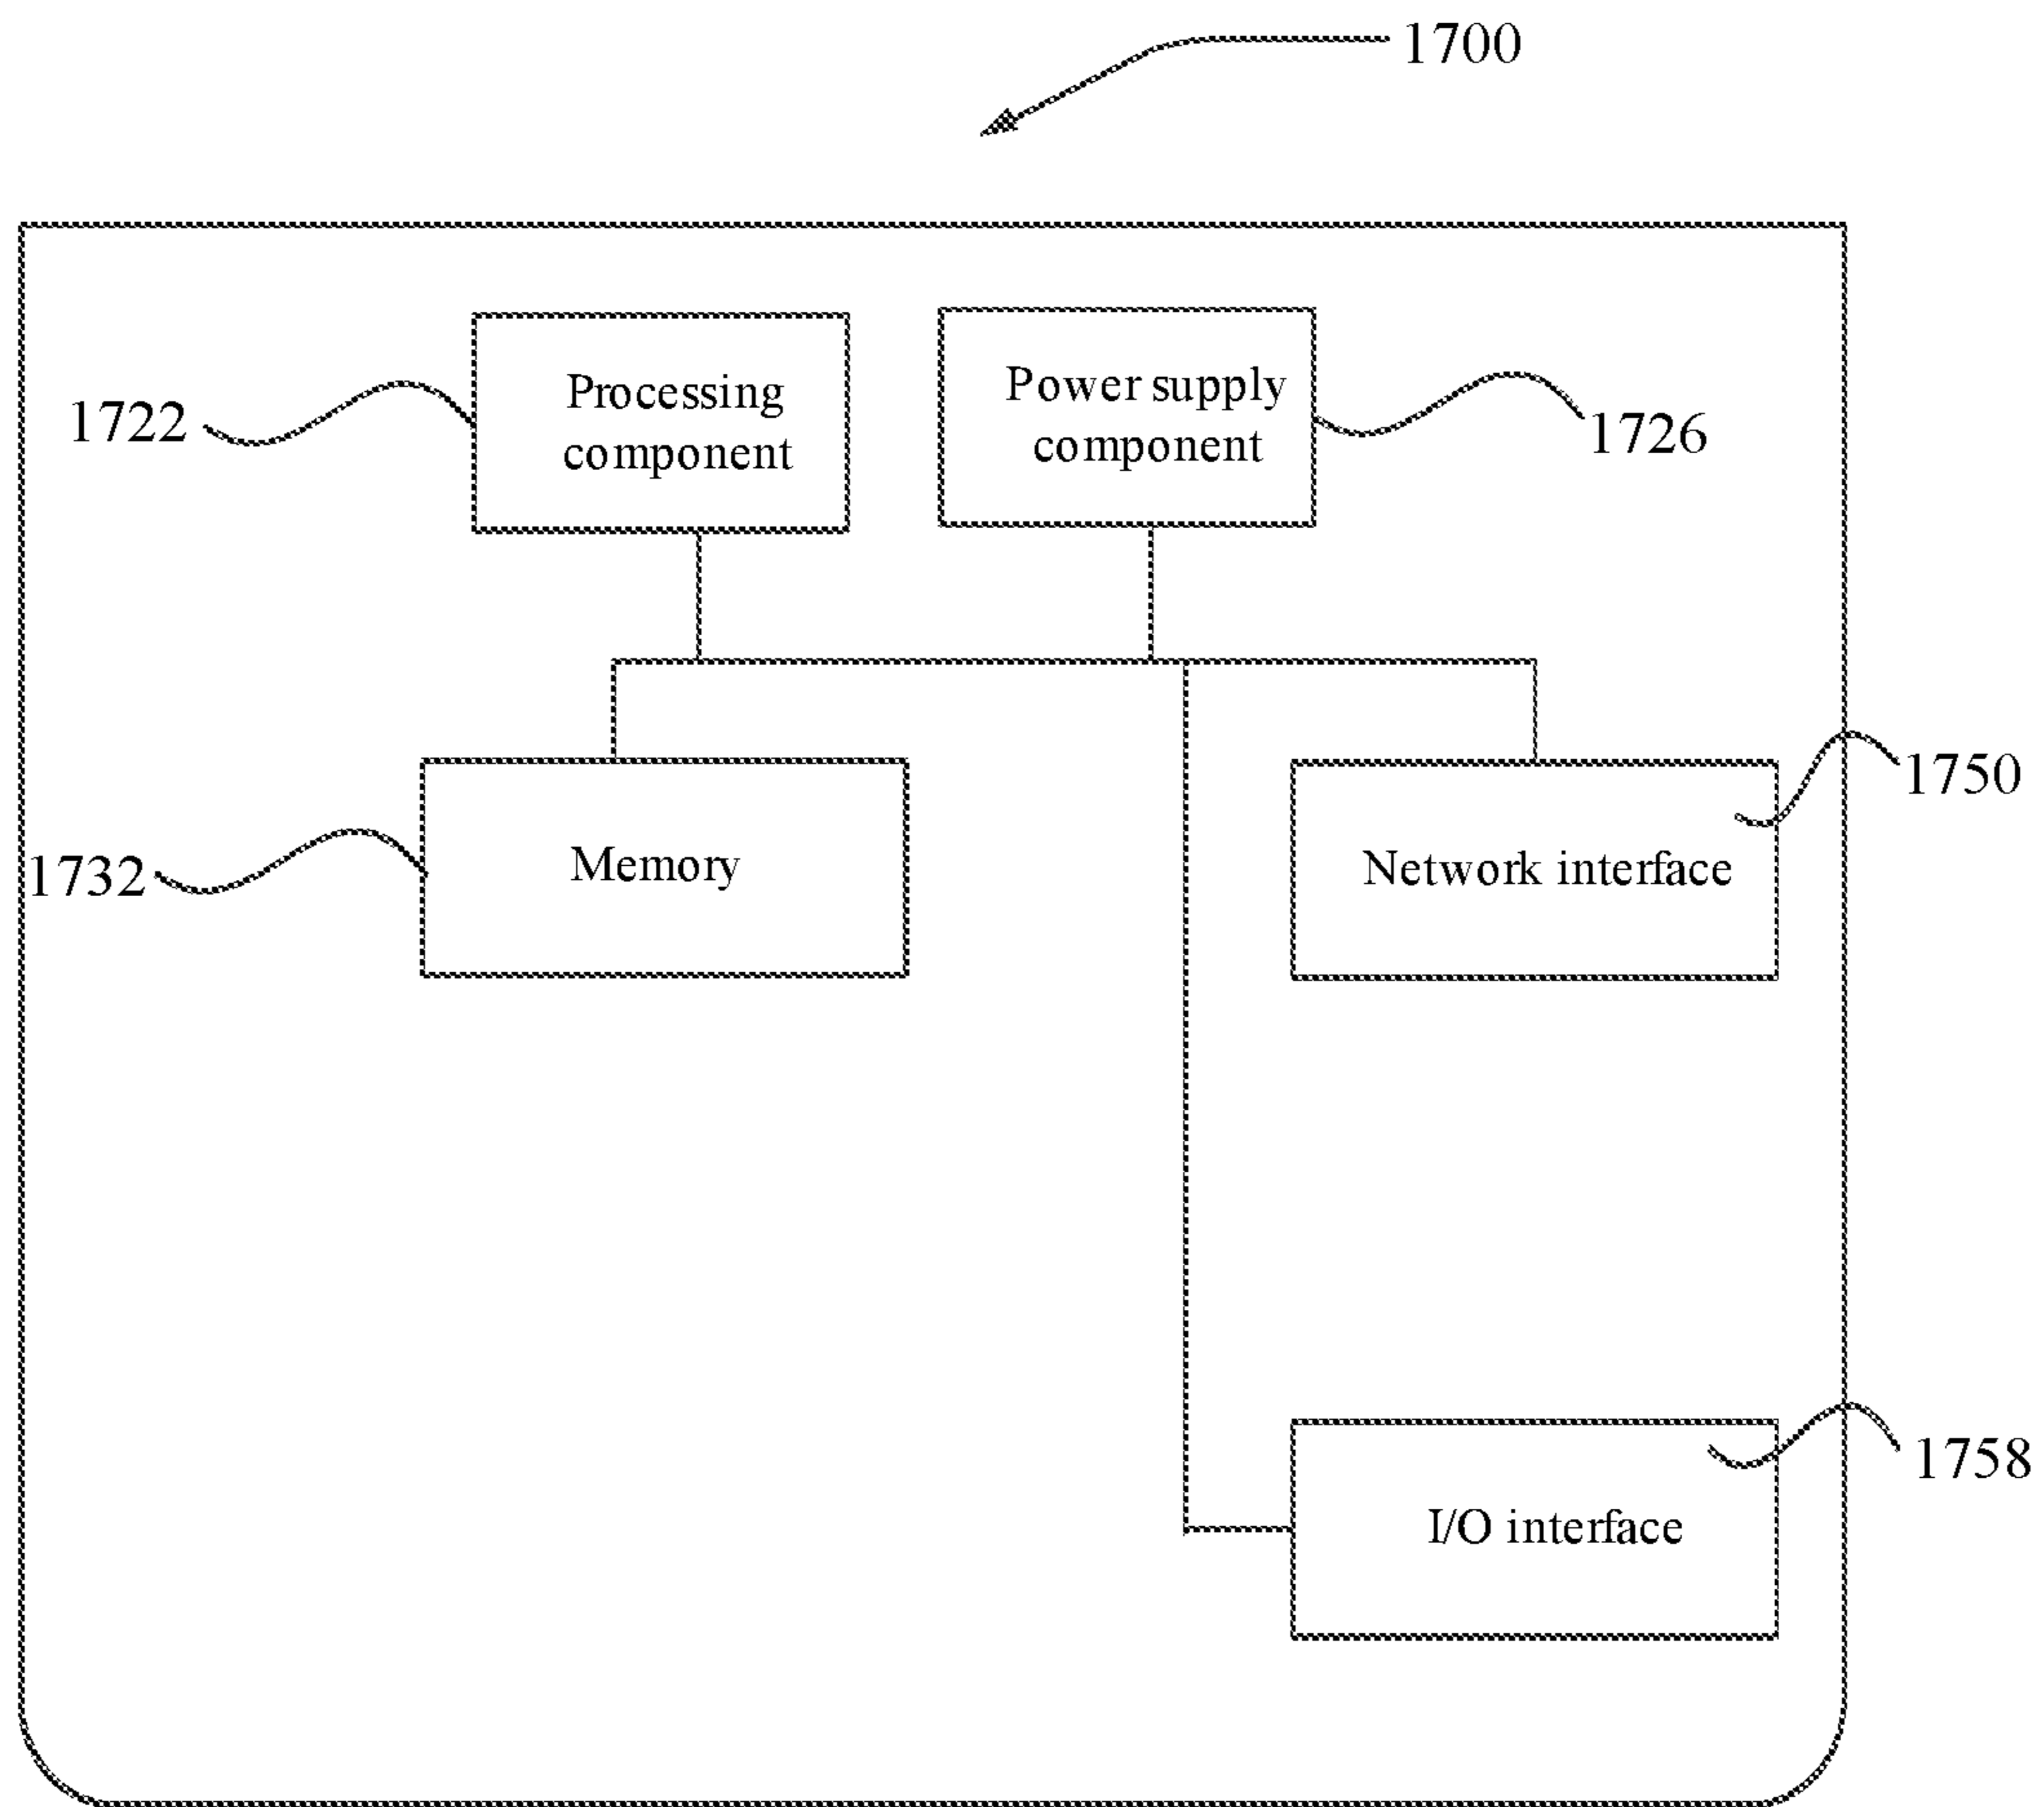 1700
Processing
component
Power supply
component
1722
1726
1750
Memory
Network interface
1732
1758
I/O interface